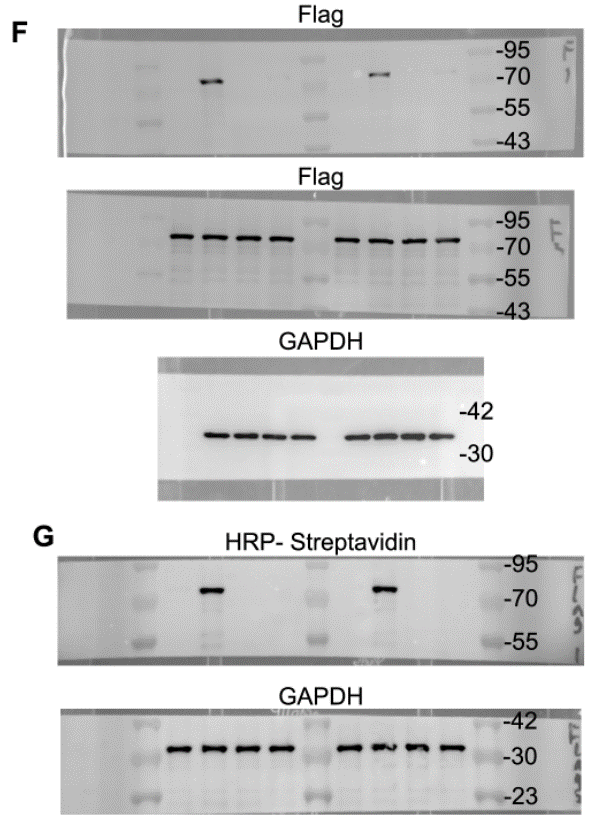 F
Flag
-95
-70
-55
-43
Flag
-95
-70
-55
-43
GAPDH
-42
-30
G
HRP- Streptavidin
-95
-70
-55
GAPDH
-42
-30
-23